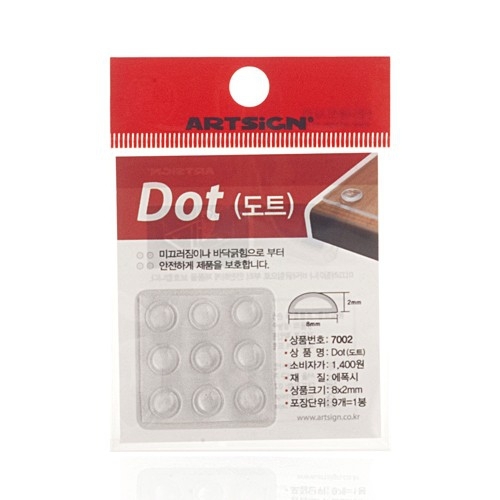 ARTSiGN®
Dot (도트)
미끄러짐이나 바닥긁힘으로 부터
안전하게 제품을 보호합니다.
2mm
8mm
• 상품번호: 7002
• 상 품 명: Dot(도트)
• 소비자가: 1,400원
• 재 질: 에폭시
• 상품크기: 8x2mm
• 포장단위: 9개=1봉
www.artsign.co.kr